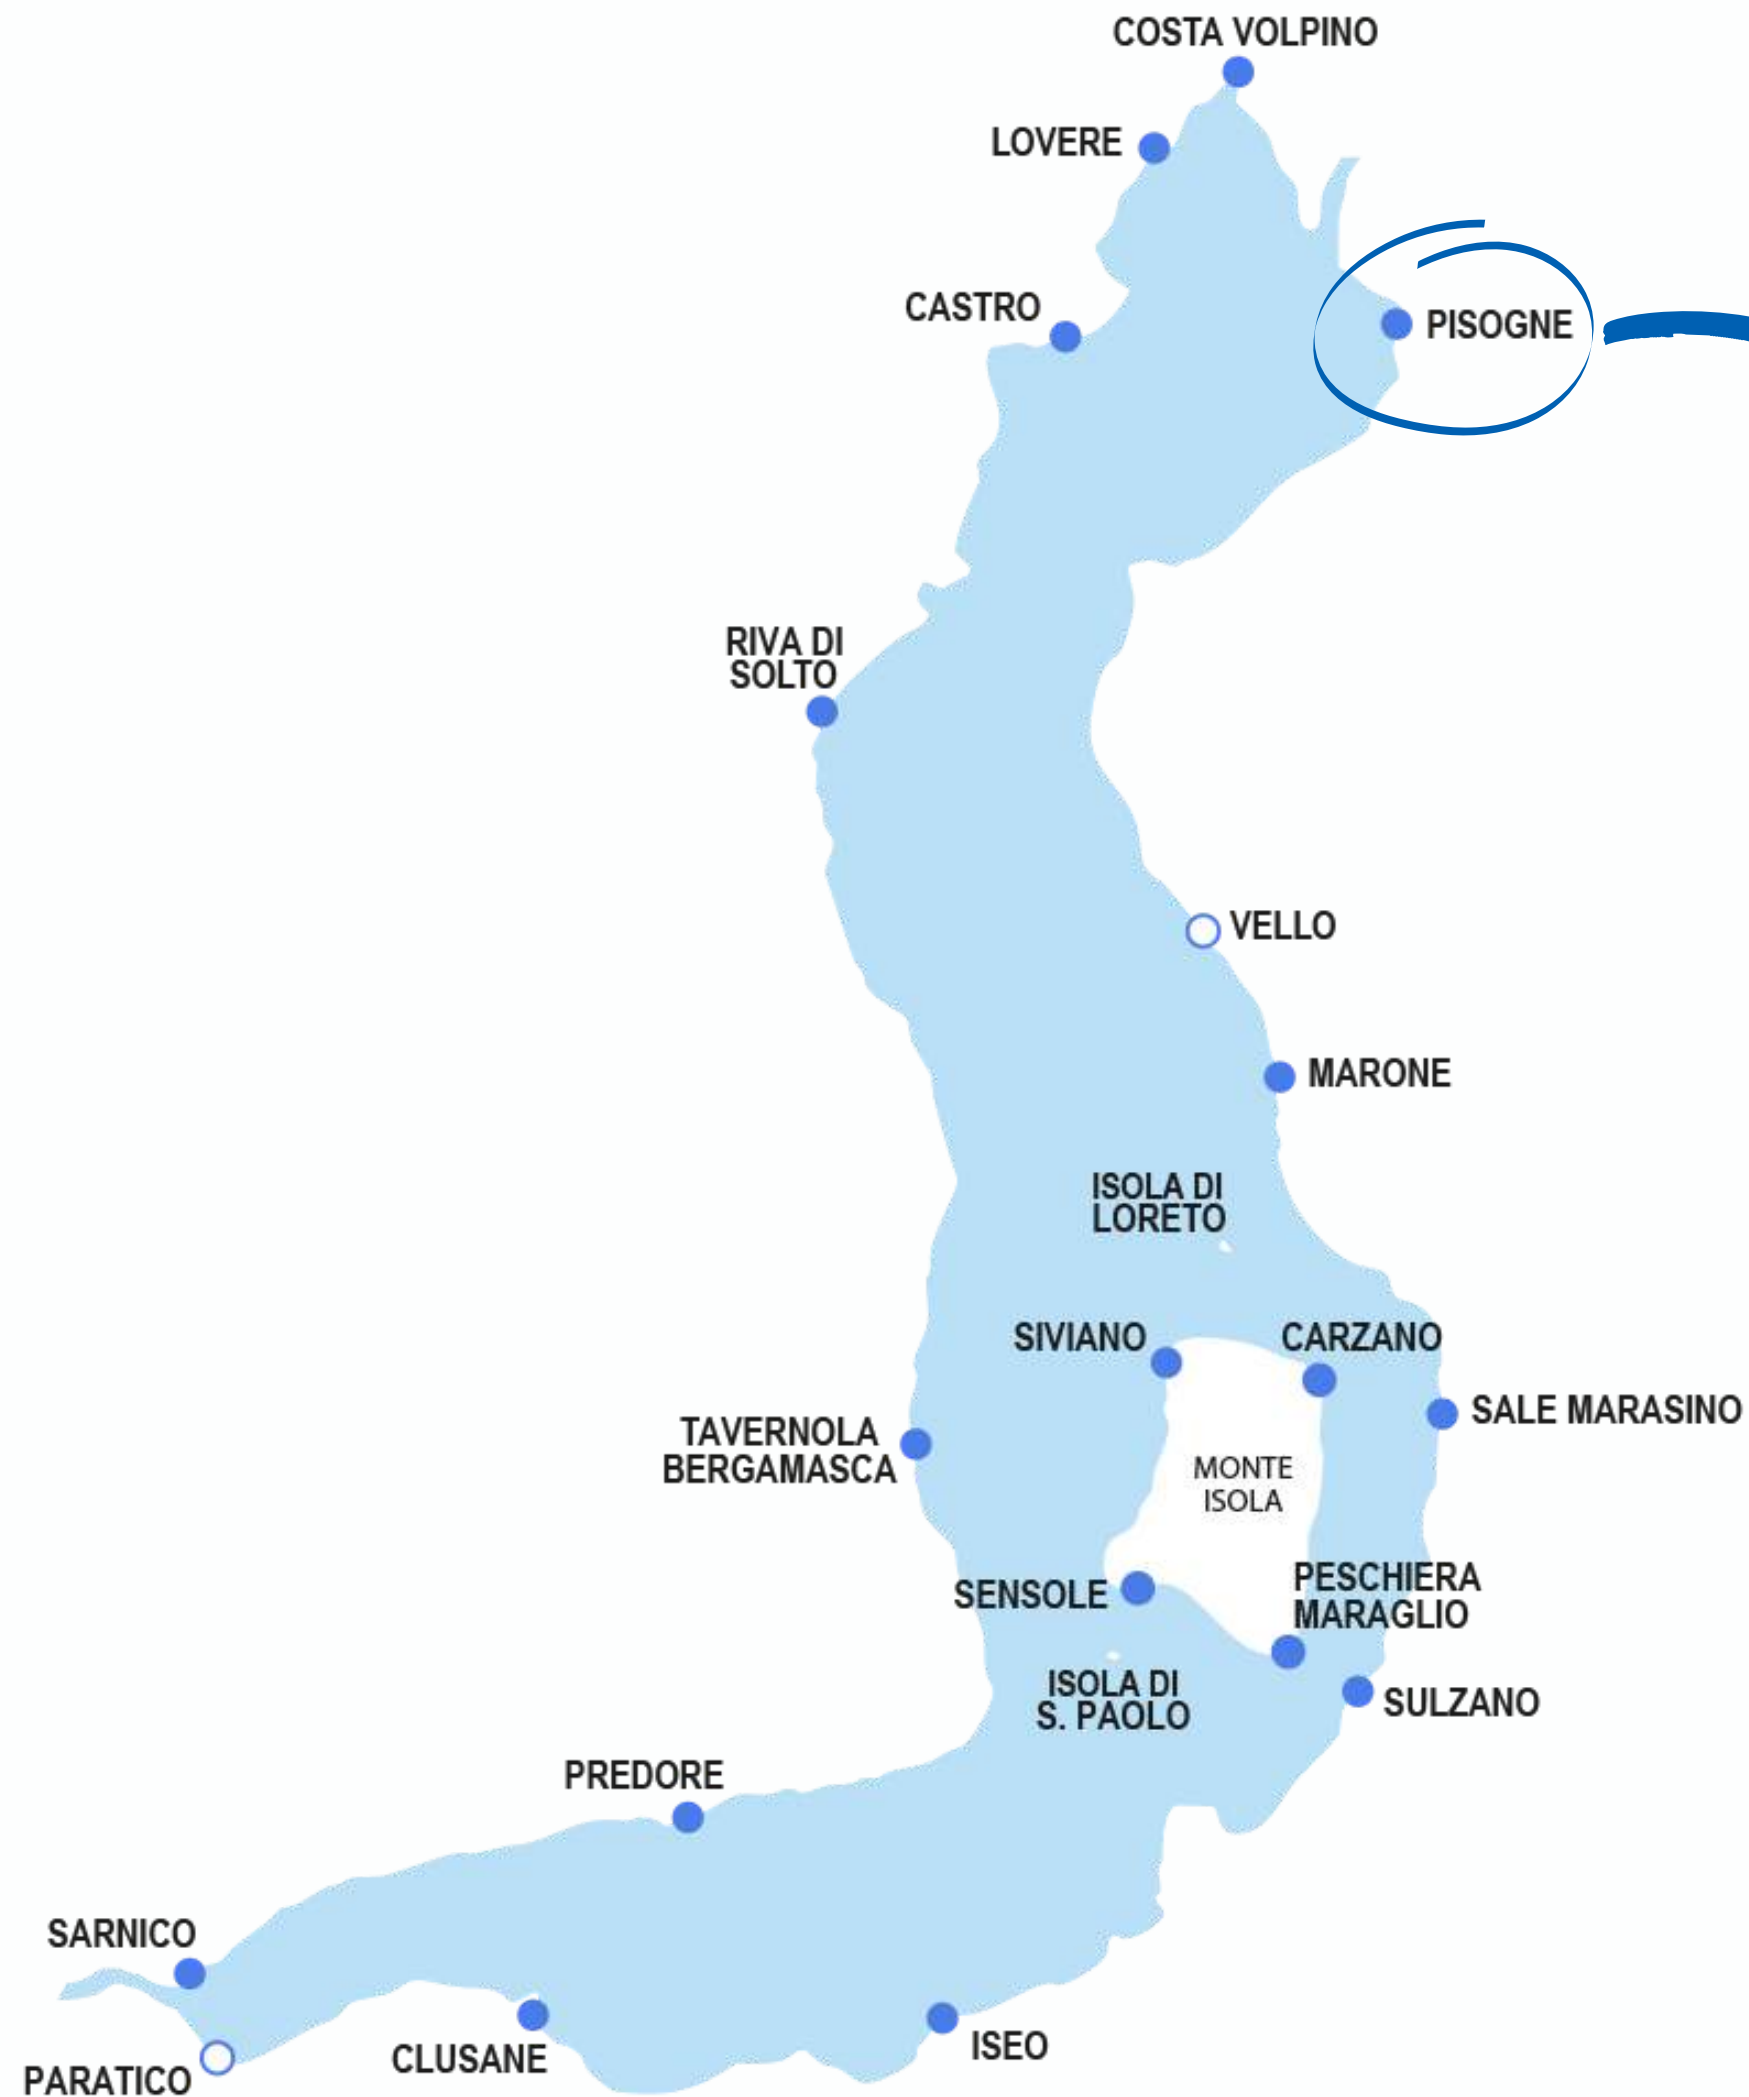 COSTA VOLPINO
LOVERE
CASTRO
PISOGNE
RIVA DI
SOLTO
VELLO
MARONE
ISOLA DI
LORETO
SIVIANO
CARZANO
SALE MARASINO
TAVERNOLA
BERGAMASCA
MONTE
ISOLA
SENSOLE
PESCHIERA
MARAGLIO
ISOLA DI
S. PAOLO
SULZANO
PREDORE
SARNICO
PARATICO
CLUSANE
ISEO